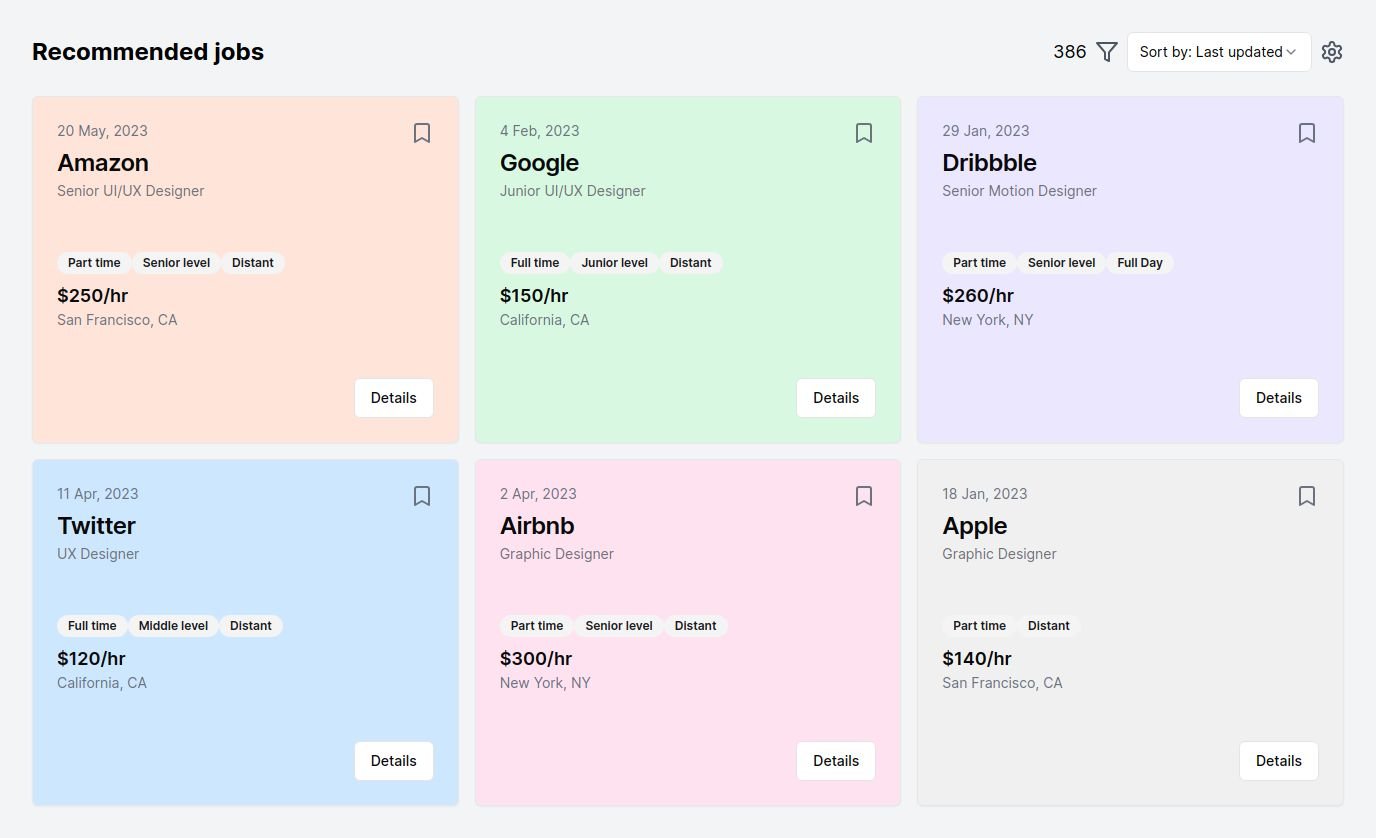 Recommended jobs
386
Sort by: Last updated
20 May, 2023
Amazon
Senior UI/UX Designer
Part time Senior level Distant
$250/hr
San Francisco, CA
Details
4 Feb, 2023
Google
Junior UI/UX Designer
Full time Junior level Distant
$150/hr
California, CA
Details
29 Jan, 2023
Dribbble
Senior Motion Designer
Part time Senior level Full Day
$260/hr
New York, NY
Details
11 Apr, 2023
Twitter
UX Designer
Full time Middle level Distant
$120/hr
California, CA
Details
2 Apr, 2023
Airbnb
Graphic Designer
Part time Senior level Distant
$300/hr
New York, NY
Details
18 Jan, 2023
Apple
Graphic Designer
Part time Distant
$140/hr
San Francisco, CA
Details